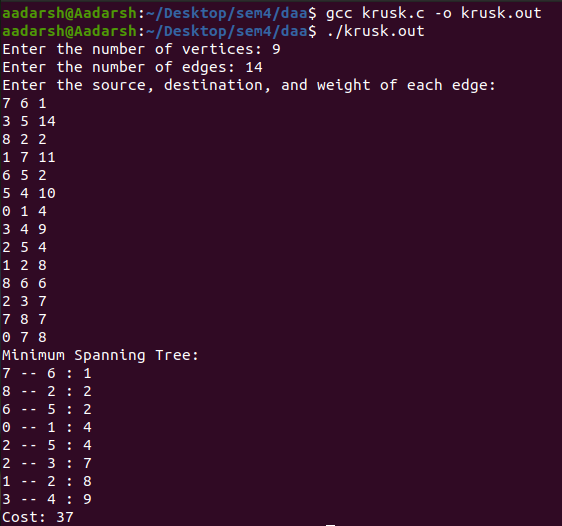 aadarsh@Aadarsh:~/Desktop/sem4/daa$ gcc krusk.c -o krusk.out
aadarsh@Aadarsh:~/Desktop/sem4/daa$ ./krusk.out
Enter the number of vertices: 9
Enter the number of edges: 14
Enter the source, destination, and weight of each edge:
7 6 1
3 5 14
8 2 2
1 7 11
6 5 2
5 4 10
0 1 4
3 4 9
2 5 4
1 2 8
8 6 6
2 3 7
7 8 7
0 7 8
Minimum Spanning Tree:
7 -- 6 : 1
8 -- 2 : 2
6 -- 5 : 2
0 -- 1 : 4
2 -- 5 : 4
2 -- 3 : 7
1 -- 2 : 8
3 -- 4 : 9
Cost: 37